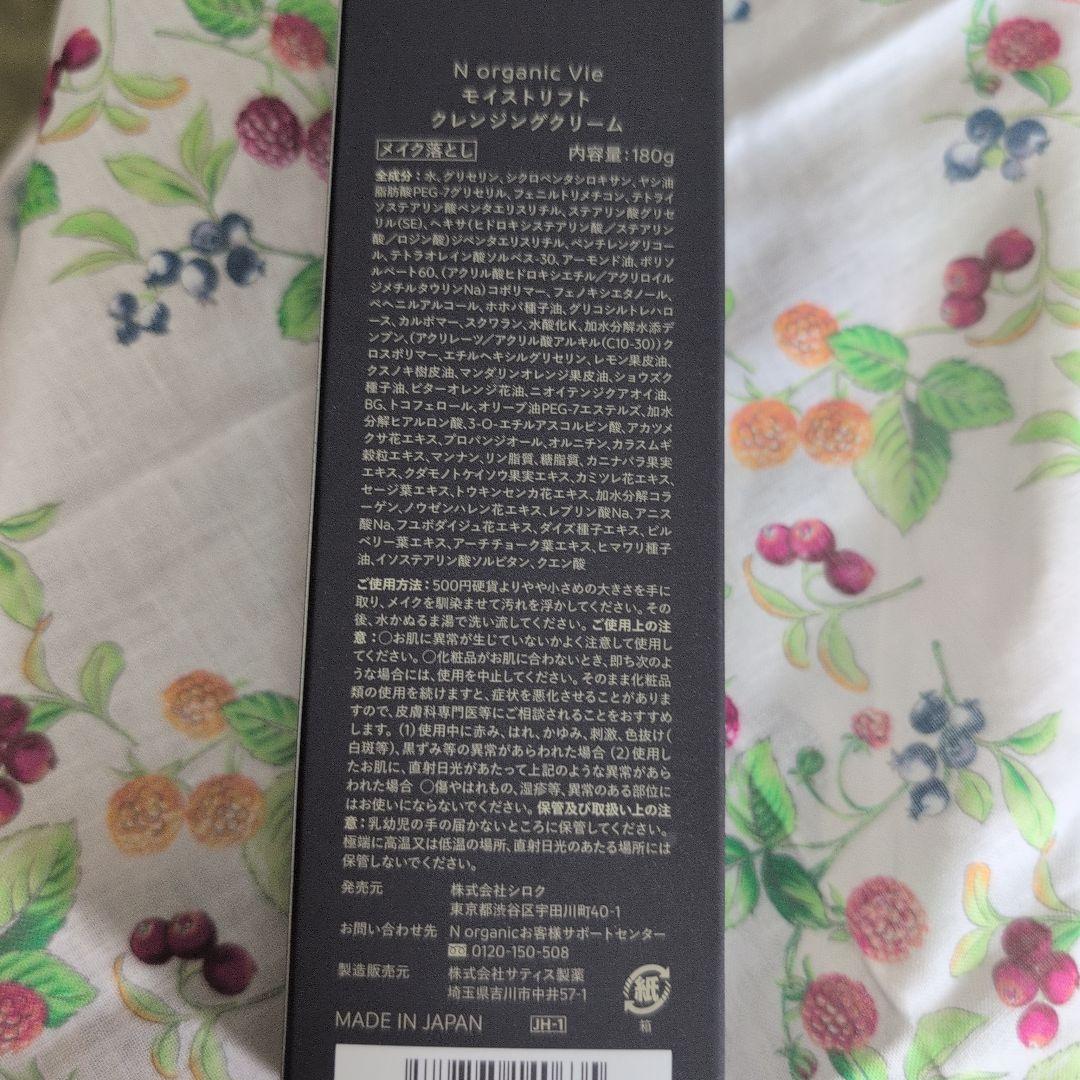 N organic Vie
モイストリフト
クレンジングクリーム
メイク落とし 内容量:180g
全成分:水、グリセリン、シクロペンタシロキサン、ヤシ油
脂肪酸PEG-7グリセリル、フェニルトリメチコン、テトライ
ソステアリン酸ペンタエリスリチル、ステアリン酸グリセ
リル(SE)、ヘキサ(ヒドロキシステアリン酸/ステアリン
酸/ロジン酸)ジペンタエリスリチル、ペンチレングリコー
ル、テトラオレイン酸ソルベス-30、アーモンド油、ポリソ
ルベート60、(アクリル酸ヒドロキシエチル/アクリロイル
ジメチルタウリンNa)コポリマー、フェノキシエタノール、
ベヘニルアルコール、ホホバ種子油、グリコシルトレハロ
ース、カルボマー、スクワラン、水酸化K、加水分解水添デ
ンプン、(アクリレーツ/アクリル酸アルキル(C10-30))ク
ロスポリマー、エチルヘキシルグリセリン、レモン果皮油、
クスノキ樹皮油、マンダリンオレンジ果皮油、ショウズク
種子油、ビターオレンジ花油、ニオイテンジクアオイ油、
BG、トコフェロール、オリーブ油PEG-7エステルズ、加水
分解ヒアルロン酸、3-O-エチルアスコルビン酸、アカツメ
クサ花エキス、プロパンジオール、オルニチン、カラスムギ
穀粒エキス、マンナン、リン脂質、糖脂質、カニナバラ果実
エキス、クダモノトケイソウ果実エキス、カミツレ花エキス、
セージ葉エキス、トウキンセンカ花エキス、加水分解コラ
ーゲン、ノウゼンハレン花エキス、レブリン酸Na、アニス
酸Na、フユボダイジュ花エキス、ダイズ種子エキス、ビル
ベリー葉エキス、アーチチョーク葉エキス、ヒマワリ種子
油、イソステアリン酸ソルビタン、クエン酸
ご使用方法:500円硬貨よりやや小さめの大きさを手に
取り、メイクを馴染ませて汚れを浮かしてください。その
後、水かぬるま湯で洗い流してください。ご使用上の注
意:○お肌に異常が生じていないかよく注意して使用し
てください。○化粧品がお肌に合わないとき、即ち次のよ
うな場合には、使用を中止してください。そのまま化粧品
類の使用を続けますと、症状を悪化させることがありま
すので、皮膚科専門医等にご相談されることをおすすめ
します。(1)使用中に赤み、はれ、かゆみ、刺激、色抜け(
白斑等)、黒ずみ等の異常があらわれた場合 (2)使用し
たお肌に、直射日光があたって上記のような異常があら
われた場合 ○傷やはれもの、湿疹等、異常のある部位に
はお使いにならないでください。保管及び取扱い上の注
意:乳幼児の手の届かないところに保管してください。
極端に高温又は低温の場所、直射日光のあたる場所には
保管しないでください。
発売元 株式会社シロク
東京都渋谷区宇田川町40-1
お問い合わせ先 N organicお客様サポートセンター
0120-150-508
製造販売元 株式会社サティス製薬
埼玉県吉川市中井57-1
紙
箱
MADE IN JAPAN JH-1